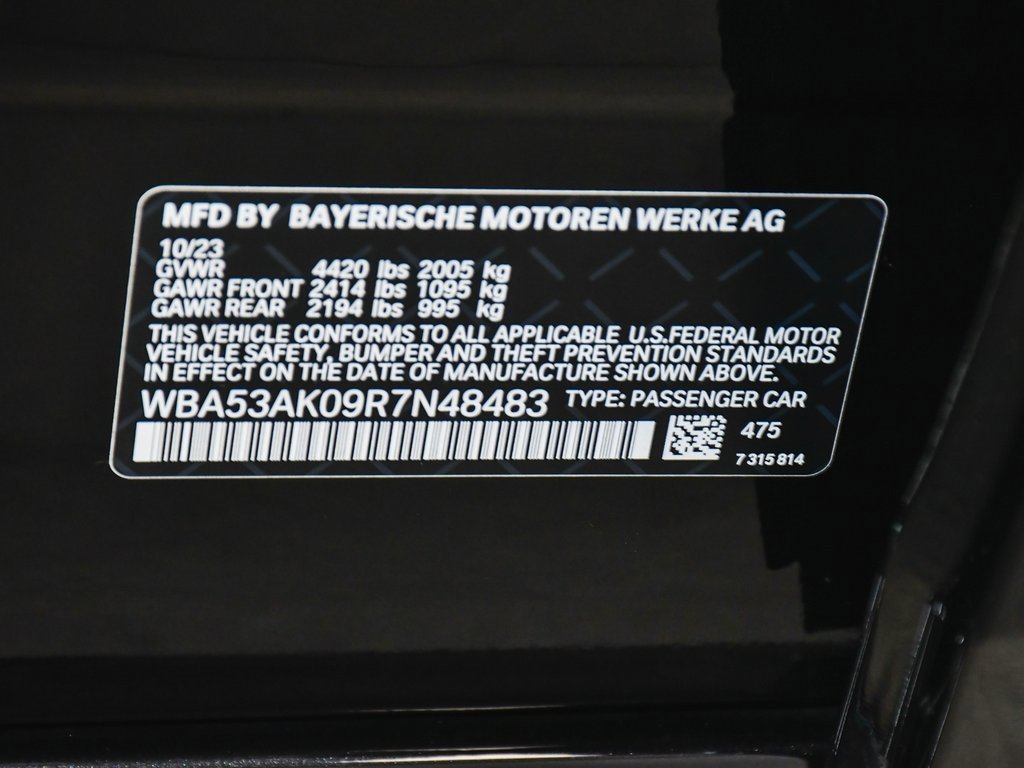 MFD BY BAYERISCHE MOTOREN WERKE AG
10/23
GVWR 4420 lbs 2005 kg
GAWR FRONT 2414 lbs 1095 kg
GAWR REAR 2194 lbs 995 kg
THIS VEHICLE CONFORMS TO ALL APPLICABLE U.S.FEDERAL MOTOR
VEHICLE SAFETY, BUMPER AND THEFT PREVENTION STANDARDS
IN EFFECT ON THE DATE OF MANUFACTURE SHOWN ABOVE.
WBA53AK09R7N48483 TYPE: PASSENGER CAR
475
7 315 814